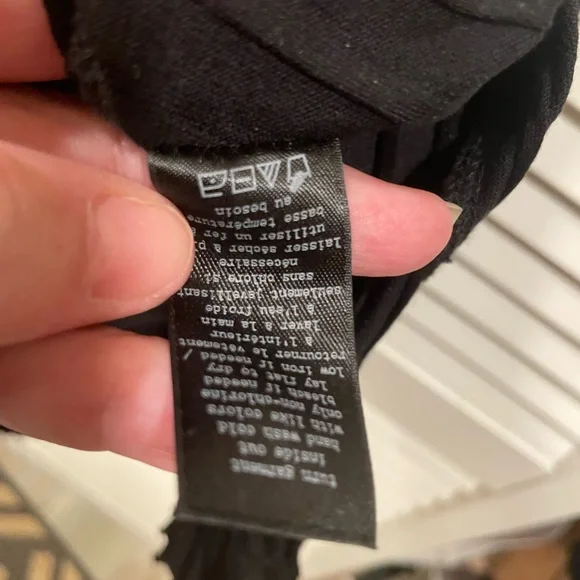 turn garment
inside out
hand wash cold
with like colors
only non-chlorine
bleach if needed
lay flat to dry
low iron if needed /
retourner le vêtement
à l'intérieur
laver à la main
à l'eau froide
seulement javellisant
sans chlore si
nécessaire
laisser sécher à
utiliser un fer
basse température
au besoin